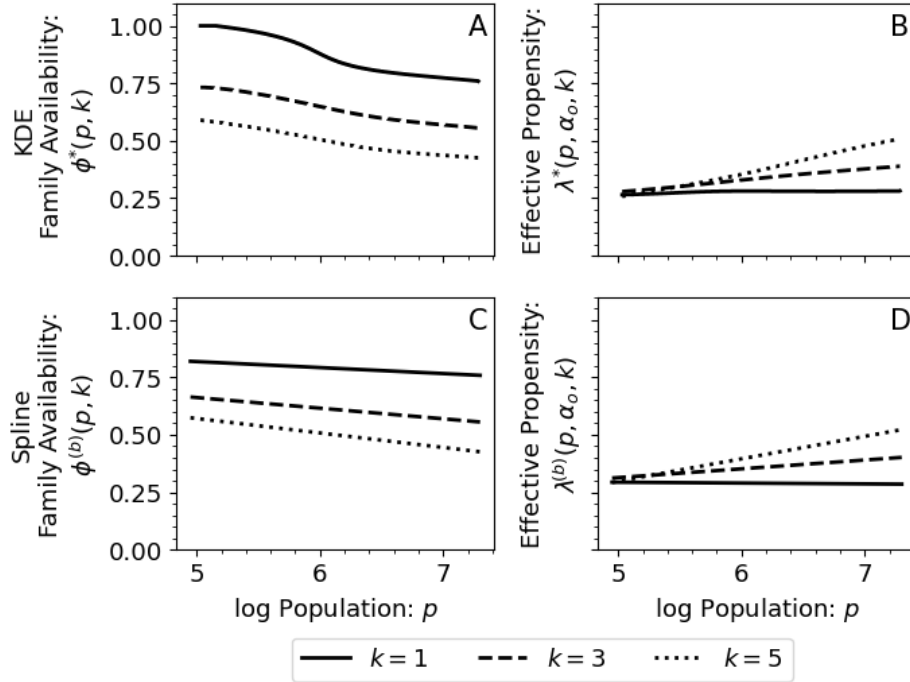 KDE
Family Availability:
ϕ*(p, k)
1.00
0.75
0.50
0.25
0.00
A
Effective Propensity:
λ*(p, αₒ, k)
B
Spline
Family Availability:
ϕ⁽ᵇ⁾(p, k)
1.00
0.75
0.50
0.25
0.00
C
5 6 7
log Population: p
Effective Propensity:
λ⁽ᵇ⁾(p, αₒ, k)
D
5 6 7
log Population: p
k = 1 k = 3 k = 5